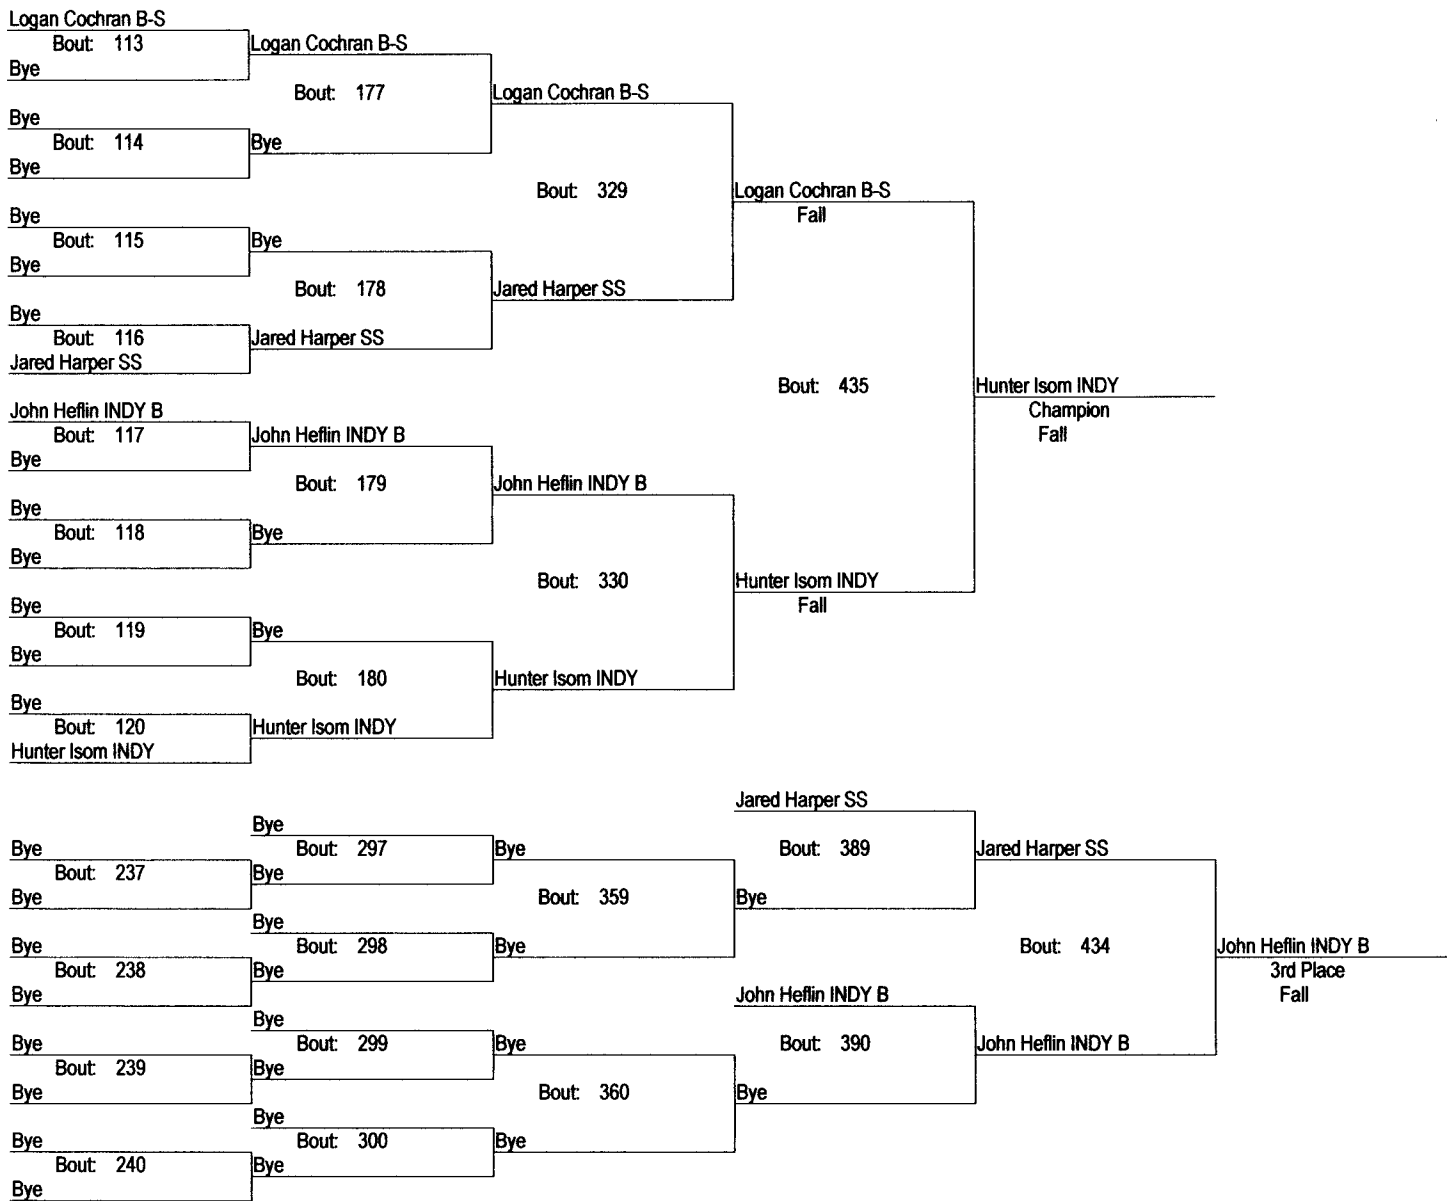 Logan Cochran B-S
Bout: 113
Bye
Logan Cochran B-S
Bout: 177
Logan Cochran B-S
Bye
Bout: 114
Bye
Bye
Bout: 329
Logan Cochran B-S
Fall
Bye
Bout: 115
Bye
Bye
Bout: 178
Jared Harper SS
Bye
Bout: 116
Jared Harper SS
Jared Harper SS
Bout: 435
Hunter Isom INDY
Champion
Fall
John Heflin INDY B
Bout: 117
Bye
John Heflin INDY B
Bout: 179
John Heflin INDY B
Bye
Bout: 118
Bye
Bye
Bout: 330
Hunter Isom INDY
Fall
Bye
Bout: 119
Bye
Bye
Bout: 180
Hunter Isom INDY
Bye
Bout: 120
Hunter Isom INDY
Hunter Isom INDY
Jared Harper SS
Bye
Bout: 297
Bye
Bout: 389
Jared Harper SS
Bye
Bout: 237
Bye
Bye
Bout: 359
Bye
Bye
Bout: 298
Bye
Bye
Bout: 238
Bye
Bye
Bout: 434
John Heflin INDY B
3rd Place
Fall
John Heflin INDY B
Bye
Bout: 299
Bye
Bout: 390
John Heflin INDY B
Bye
Bout: 239
Bye
Bye
Bout: 360
Bye
Bye
Bout: 300
Bye
Bye
Bout: 240
Bye
Bye